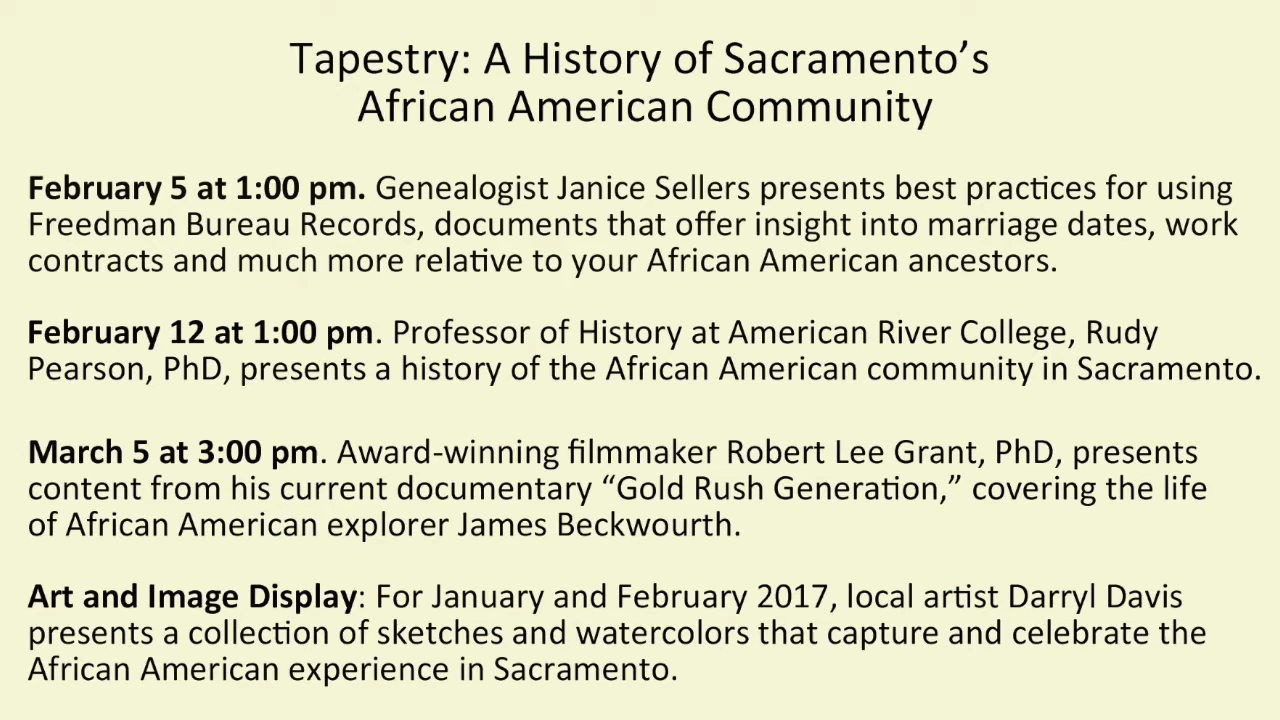 Tapestry: A History of Sacramento’s
African American Community
February 5 at 1:00 pm. Genealogist Janice Sellers presents best practices for using
Freedman Bureau Records, documents that offer insight into marriage dates, work
contracts and much more relative to your African American ancestors.
February 12 at 1:00 pm. Professor of History at American River College, Rudy
Pearson, PhD, presents a history of the African American community in Sacramento.
March 5 at 3:00 pm. Award-winning filmmaker Robert Lee Grant, PhD, presents
content from his current documentary “Gold Rush Generation,” covering the life
of African American explorer James Beckwourth.
Art and Image Display: For January and February 2017, local artist Darryl Davis
presents a collection of sketches and watercolors that capture and celebrate the
African American experience in Sacramento.